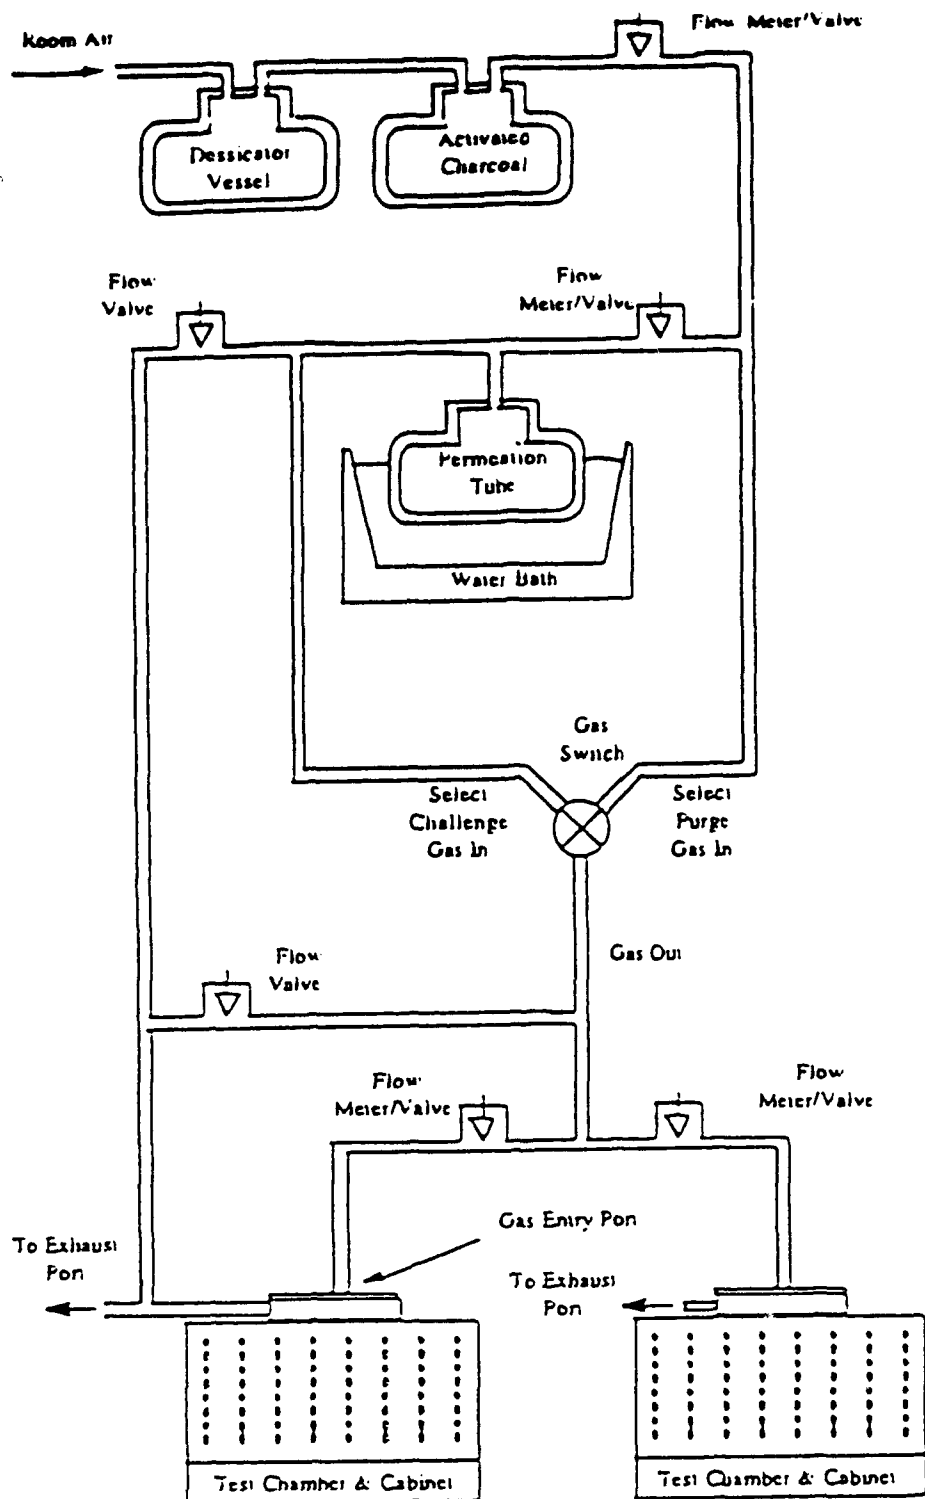 Room Air
Flow Meter/Valve
Dessicator
Vessel
Activated
Charcoal
Flow
Valve
Flow
Meter/Valve
Permeation
Tube
Water Bath
Gas
Switch
Select
Challenge
Gas In
Select
Purge
Gas In
Gas Out
Flow
Valve
Flow
Meter/Valve
Flow
Meter/Valve
Gas Entry Port
To Exhaust
Port
To Exhaust
Port
Test Chamber & Cabinet
Test Chamber & Cabinet